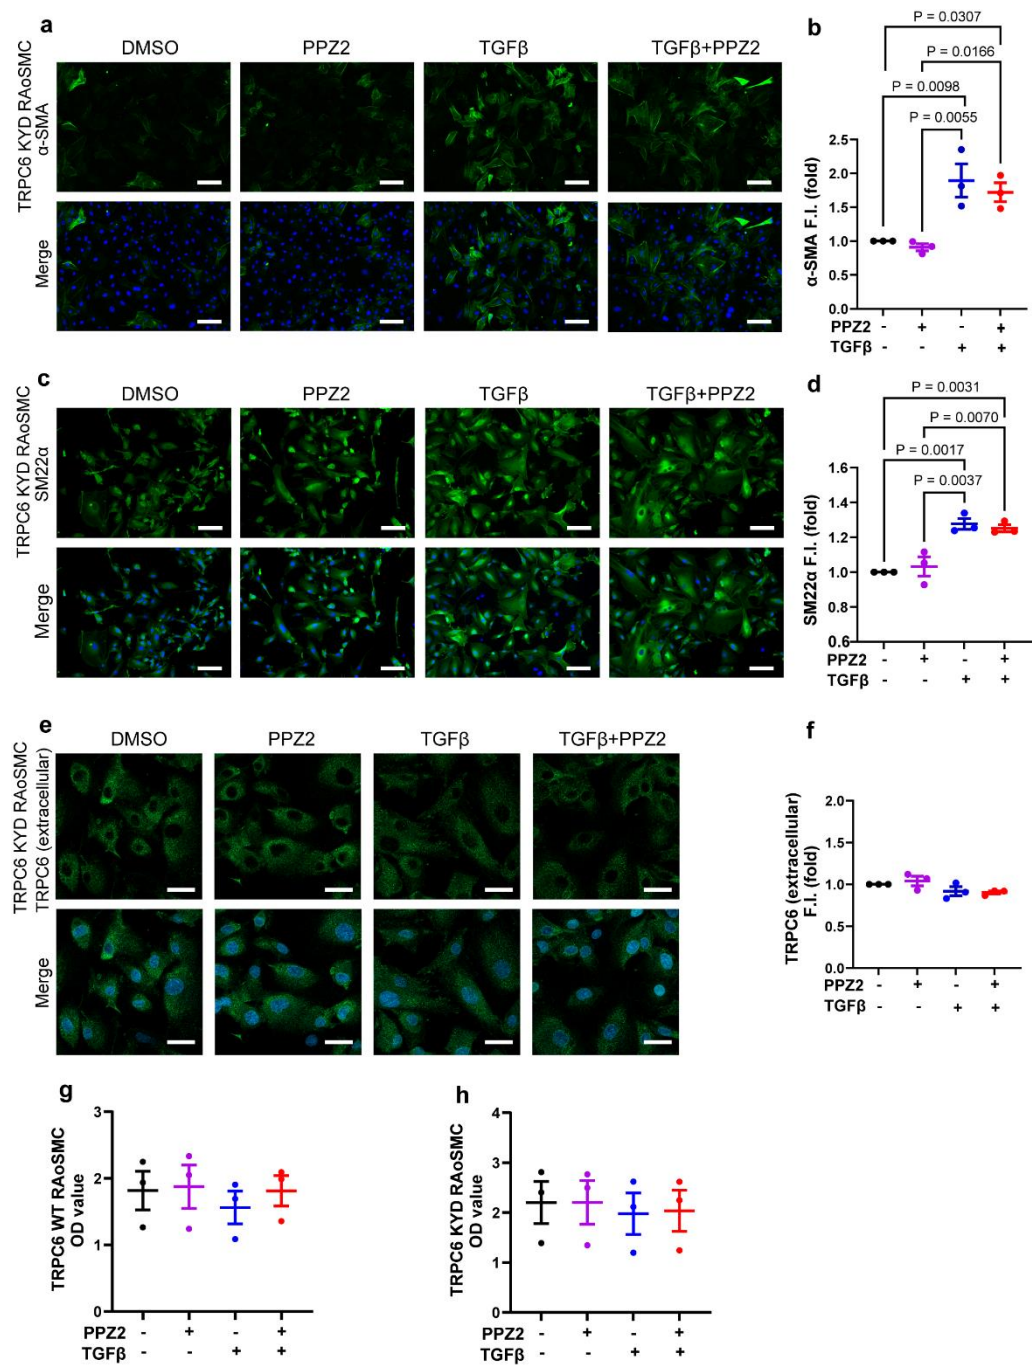 a
DMSO
PPZ2
TGFβ
TGFβ+PPZ2
TRPC6 KYD RAoSMC
α-SMA
Merge
b
P = 0.0307
P = 0.0166
P = 0.0098
P = 0.0055
α-SMA F.I. (fold)
2.5
2.0
1.5
1.0
0.5
0.0
PPZ2 - + - +
TGFβ - - + +
c
DMSO
PPZ2
TGFβ
TGFβ+PPZ2
TRPC6 KYD RAoSMC
SM22α
Merge
d
P = 0.0031
P = 0.0070
P = 0.0017
P = 0.0037
SM22α F.I. (fold)
1.6
1.4
1.2
1.0
0.8
0.6
PPZ2 - + - +
TGFβ - - + +
e
DMSO
PPZ2
TGFβ
TGFβ+PPZ2
TRPC6 KYD RAoSMC
TRPC6 (extracellular)
Merge
f
TRPC6 (extracellular)
F.I. (fold)
2.0
1.5
1.0
0.5
0.0
PPZ2 - + - +
TGFβ - - + +
g
TRPC6 WT RAoSMC
OD value
3
2
1
0
PPZ2 - + - +
TGFβ - - + +
h
TRPC6 KYD RAoSMC
OD value
4
3
2
1
0
PPZ2 - + - +
TGFβ - - + +